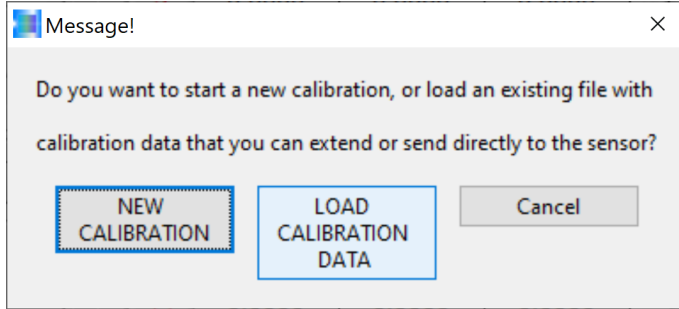 Message!
Do you want to start a new calibration, or load an existing file with
calibration data that you can extend or send directly to the sensor?
NEW
CALIBRATION
LOAD
CALIBRATION
DATA
Cancel